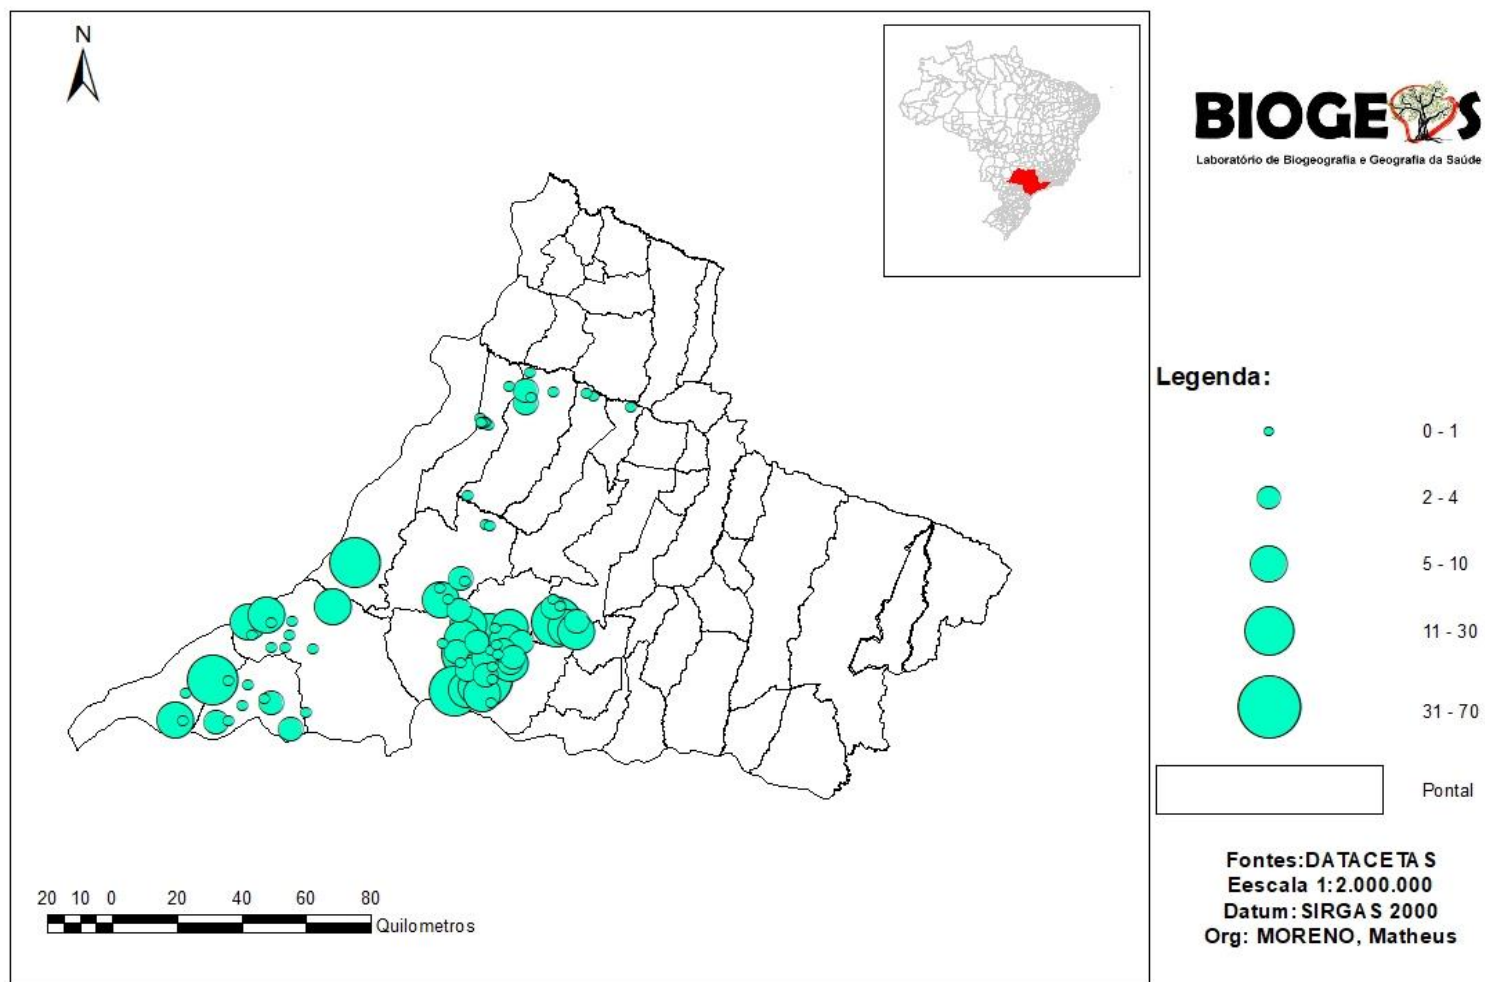 N
BIOGEOS
Laboratório de Biogeografia e Geografia da Saúde
Legenda:
0 - 1
2 - 4
5 - 10
11 - 30
31 - 70
Pontal
Fontes:DATACETAS
Eescala 1:2.000.000
Datum: SIRGAS 2000
Org: MORENO, Matheus
20 10 0 20 40 60 80
Quilometros